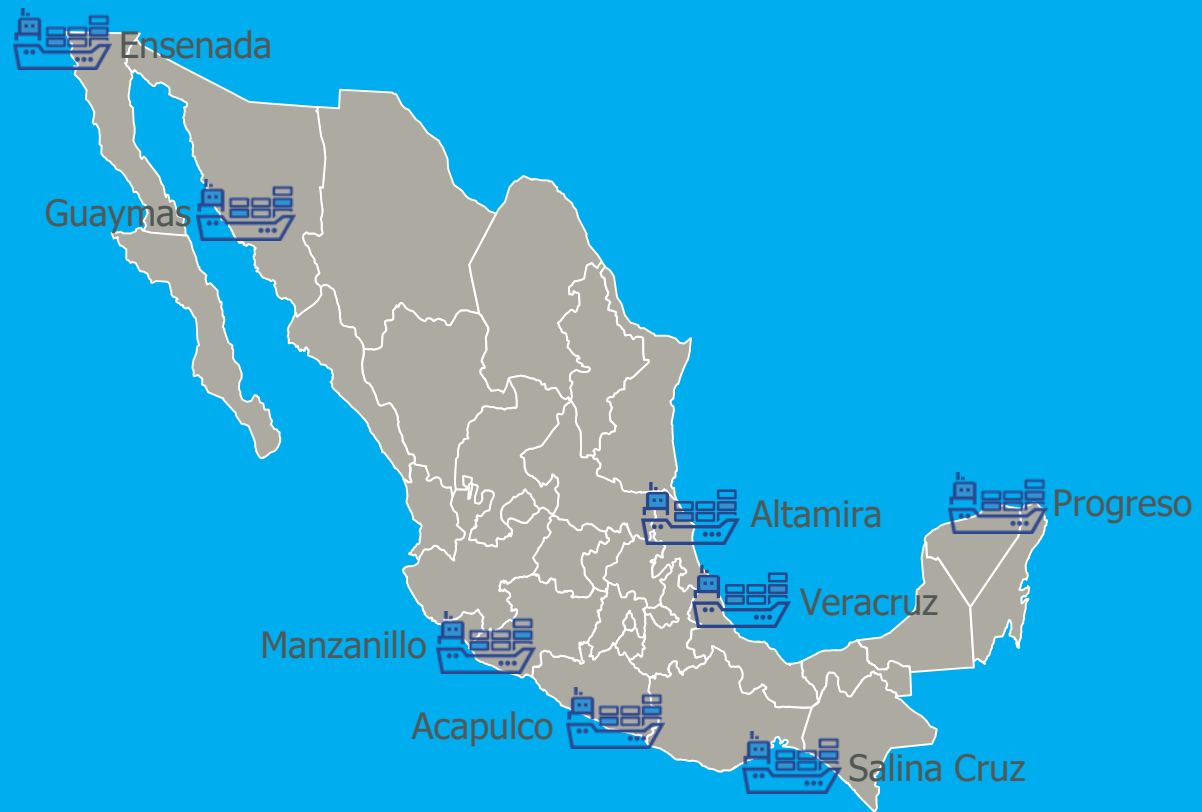 Ensenada
Guaymas
Altamira
Progreso
Veracruz
Manzanillo
Acapulco
Salina Cruz